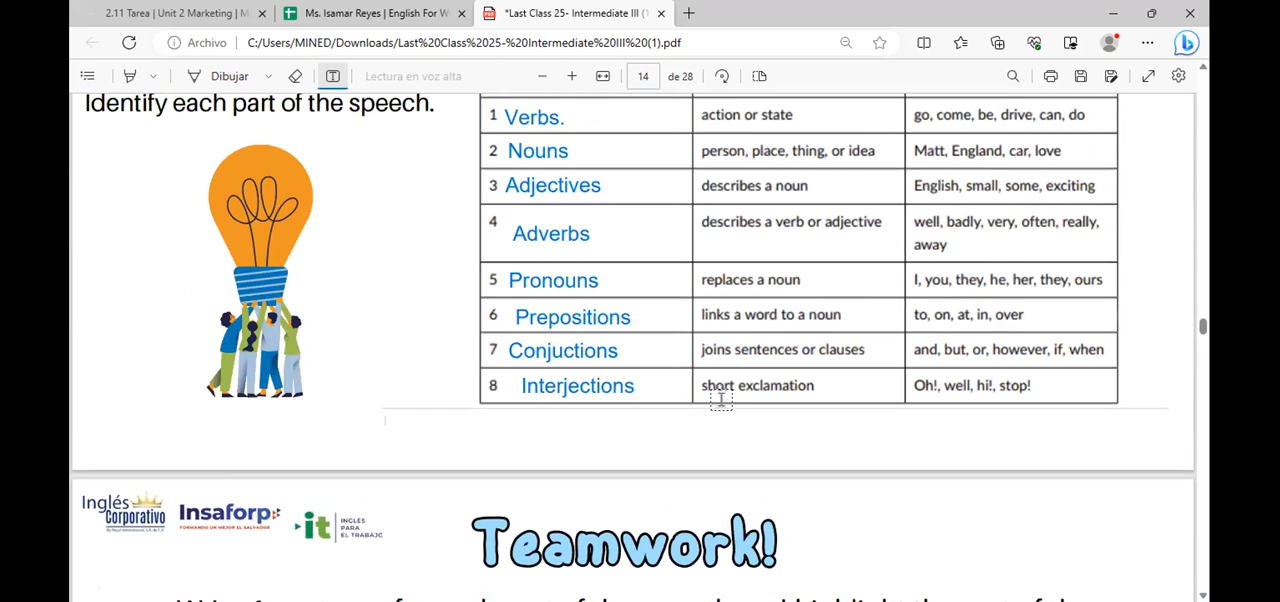 2.11 Tarea | Unit 2 Marketing | M
Ms. Isamar Reyes | English For W
*Last Class 25- Intermediate III (1
Archivo
C:/Users/MINED/Downloads/Last%20Class%2025-%20Intermediate%20III%20(1).pdf
Dibujar
Lectura en voz alta
14
de 28
Identify each part of the speech.
1 Verbs. action or state go, come, be, drive, can, do
2 Nouns person, place, thing, or idea Matt, England, car, love
3 Adjectives describes a noun English, small, some, exciting
4 Adverbs describes a verb or adjective well, badly, very, often, really,
away
5 Pronouns replaces a noun I, you, they, he, her, they, ours
6 Prepositions links a word to a noun to, on, at, in, over
7 Conjuctions joins sentences or clauses and, but, or, however, if, when
8 Interjections short exclamation Oh!, well, hi!, stop!
Inglés
Corporativo
Insaforp
FORMANDO UN MEJOR EL SALVADOR
it
INGLÉS
PARA
EL TRABAJO
Teamwork!